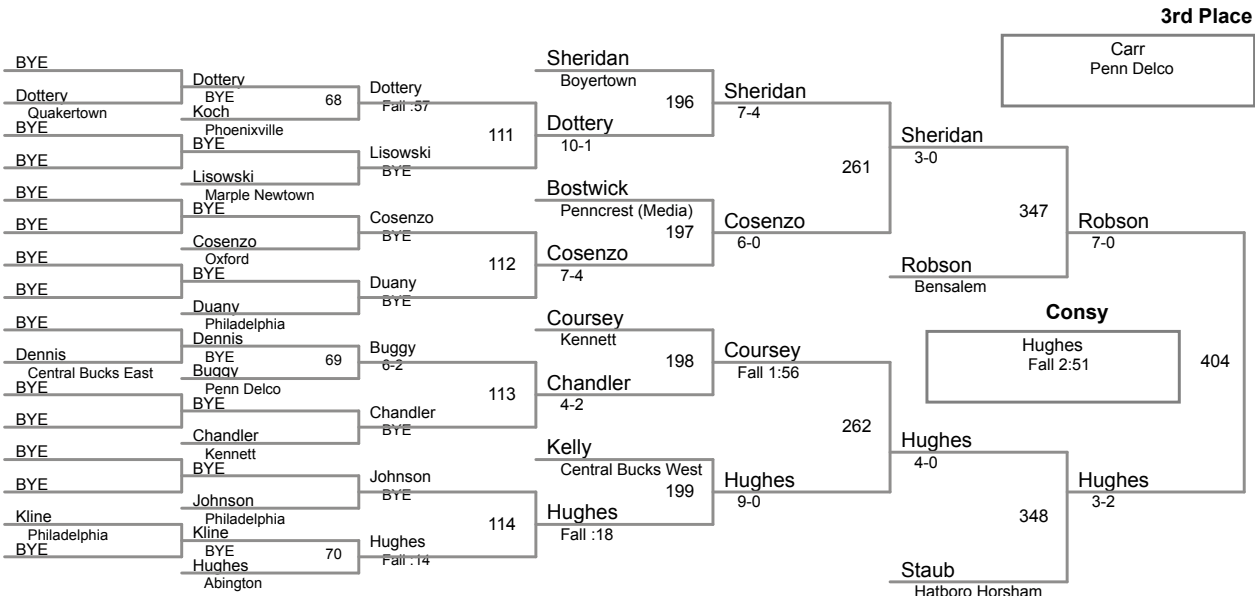 3rd Place
Carr
Penn Delco
BYE
Dottery
Quakertown
BYE
BYE
BYE
BYE
BYE
BYE
BYE
Dennis
Central Bucks East
BYE
BYE
BYE
BYE
Kline
Philadelphia
BYE
Dottery
BYE
68
Koch
Phoenixville
BYE
Lisowski
Marple Newtown
BYE
Cosenzo
Oxford
BYE
Duany
Philadelphia
Dennis
BYE
69
Buggy
Penn Delco
BYE
Chandler
Kennett
BYE
Johnson
Philadelphia
Kline
BYE
70
Hughes
Abington
Dottery
Fall :57
111
Lisowski
BYE
Cosenzo
BYE
112
Duany
BYE
Buggy
6-2
113
Chandler
BYE
Johnson
BYE
114
Hughes
Fall :14
Sheridan
Boyertown
196
Dottery
10-1
Bostwick
Penncrest (Media)
197
Cosenzo
7-4
Coursey
Kennett
198
Chandler
4-2
Kelly
Central Bucks West
199
Hughes
Fall :18
Sheridan
7-4
261
Cosenzo
6-0
Coursey
Fall 1:56
262
Hughes
9-0
Sheridan
3-0
347
Robson
Bensalem
Hughes
4-0
348
Staub
Hatboro Horsham
Robson
7-0
404
Hughes
3-2
Consy
Hughes
Fall 2:51